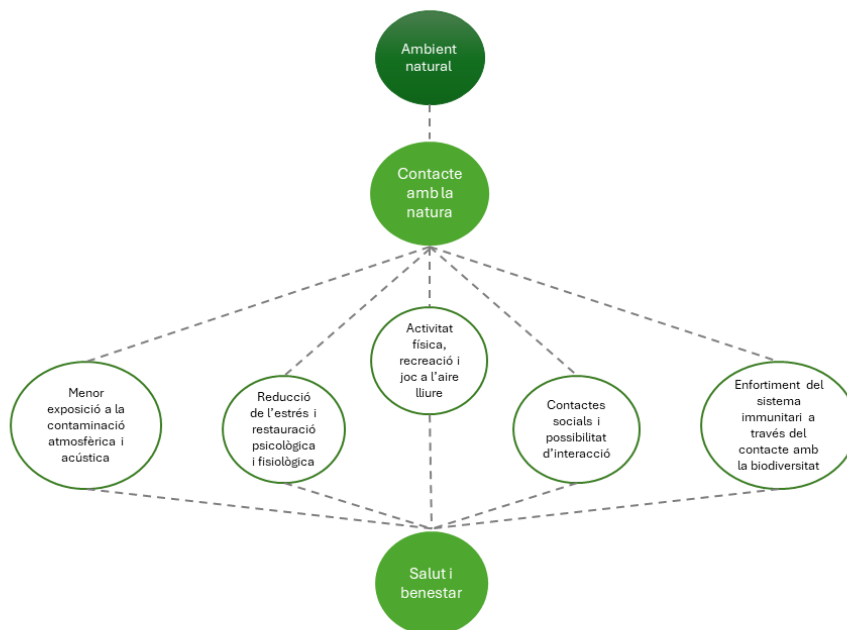 Ambient
natural
Contacte
amb la
natura
Menor
exposició a la
contaminació
atmosfèrica i
acústica
Reducció
de l’estrés i
restauració
psicològica
i fisiològica
Activitat
física,
recreació i
joc a l’aire
lliure
Contactes
socials i
possibilitat
d’interacció
Enfortiment del
sistema
immunitari a
través del
contacte amb
la biodiversitat
Salut i
benestar